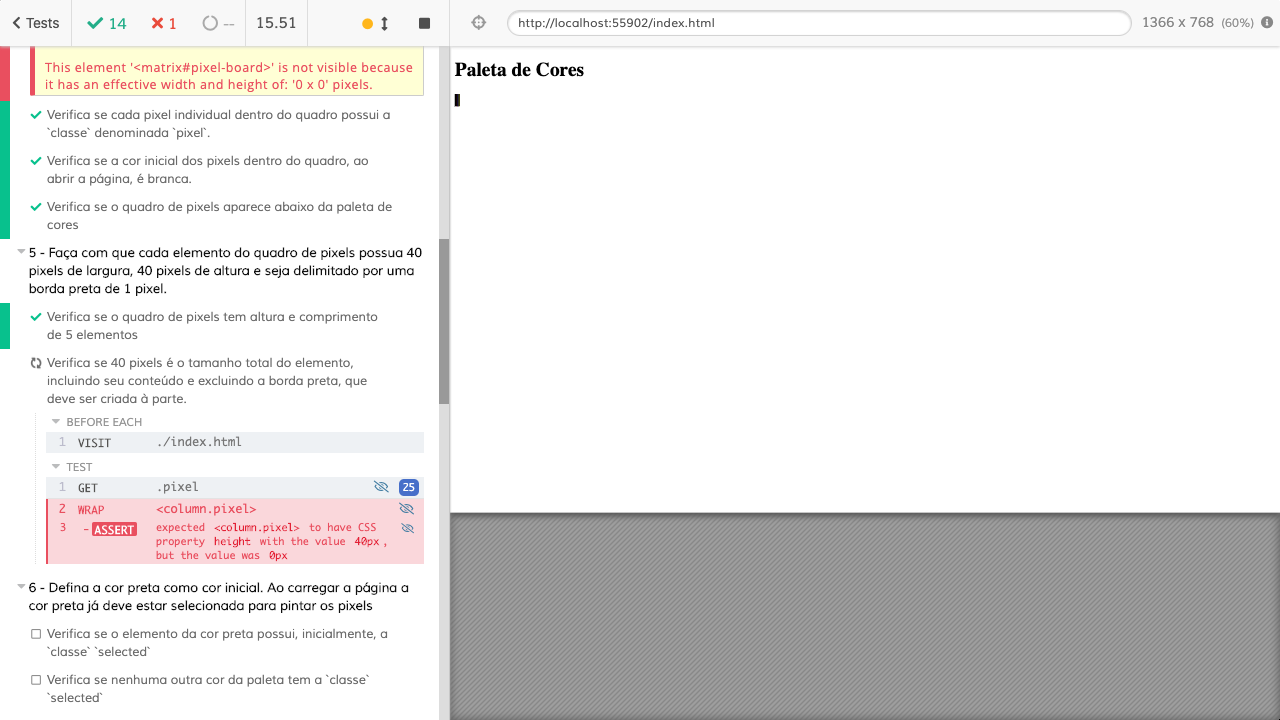 Tests
14
1
--
15.51
http://localhost:55902/index.html
1366 x 768 (60%)
This element '<matrix#pixel-board>' is not visible because
it has an effective width and height of: '0 x 0' pixels.
Verifica se cada pixel individual dentro do quadro possui a
`classe` denominada `pixel`.
Verifica se a cor inicial dos pixels dentro do quadro, ao
abrir a página, é branca.
Verifica se o quadro de pixels aparece abaixo da paleta de
cores
5 - Faça com que cada elemento do quadro de pixels possua 40
pixels de largura, 40 pixels de altura e seja delimitado por uma
borda preta de 1 pixel.
Verifica se o quadro de pixels tem altura e comprimento
de 5 elementos
Verifica se 40 pixels é o tamanho total do elemento,
incluindo seu conteúdo e excluindo a borda preta, que
deve ser criada à parte.
BEFORE EACH
1 VISIT ./index.html
TEST
1 GET .pixel 25
2 WRAP <column.pixel>
3 - ASSERT expected <column.pixel> to have CSS
property height with the value 40px,
but the value was 0px
6 - Defina a cor preta como cor inicial. Ao carregar a página a
cor preta já deve estar selecionada para pintar os pixels
Verifica se o elemento da cor preta possui, inicialmente, a
`classe` `selected`
Verifica se nenhuma outra cor da paleta tem a `classe`
`selected`
Paleta de Cores